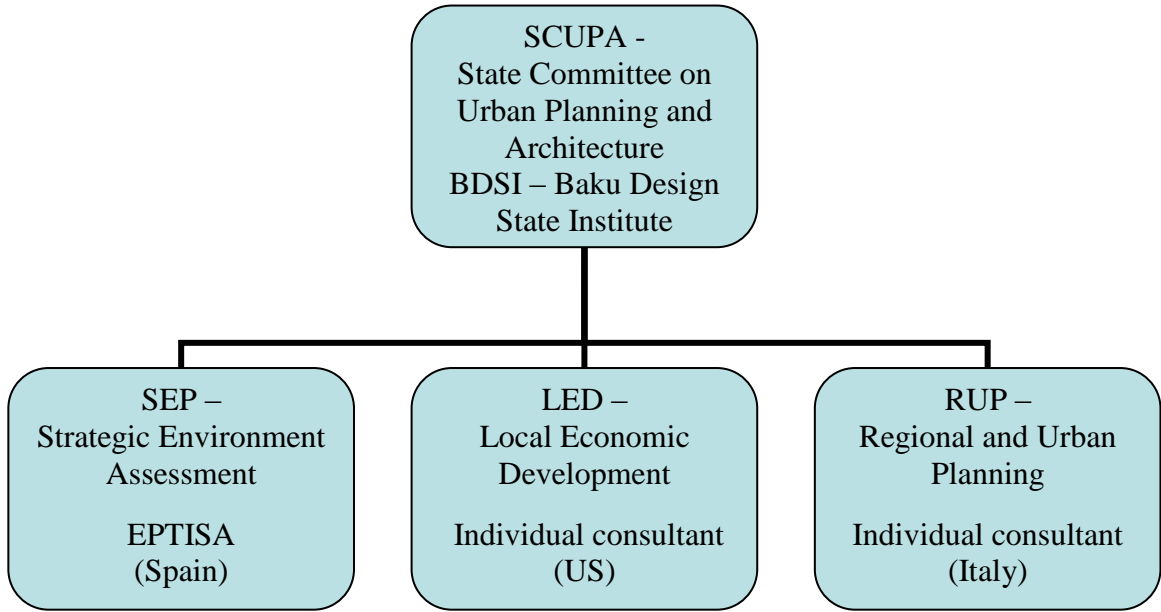 SCUPA -
State Committee on
Urban Planning and
Architecture
BDSI – Baku Design
State Institute
SEP –
Strategic Environment
Assessment
EPTISA
(Spain)
LED –
Local Economic
Development
Individual consultant
(US)
RUP –
Regional and Urban
Planning
Individual consultant
(Italy)